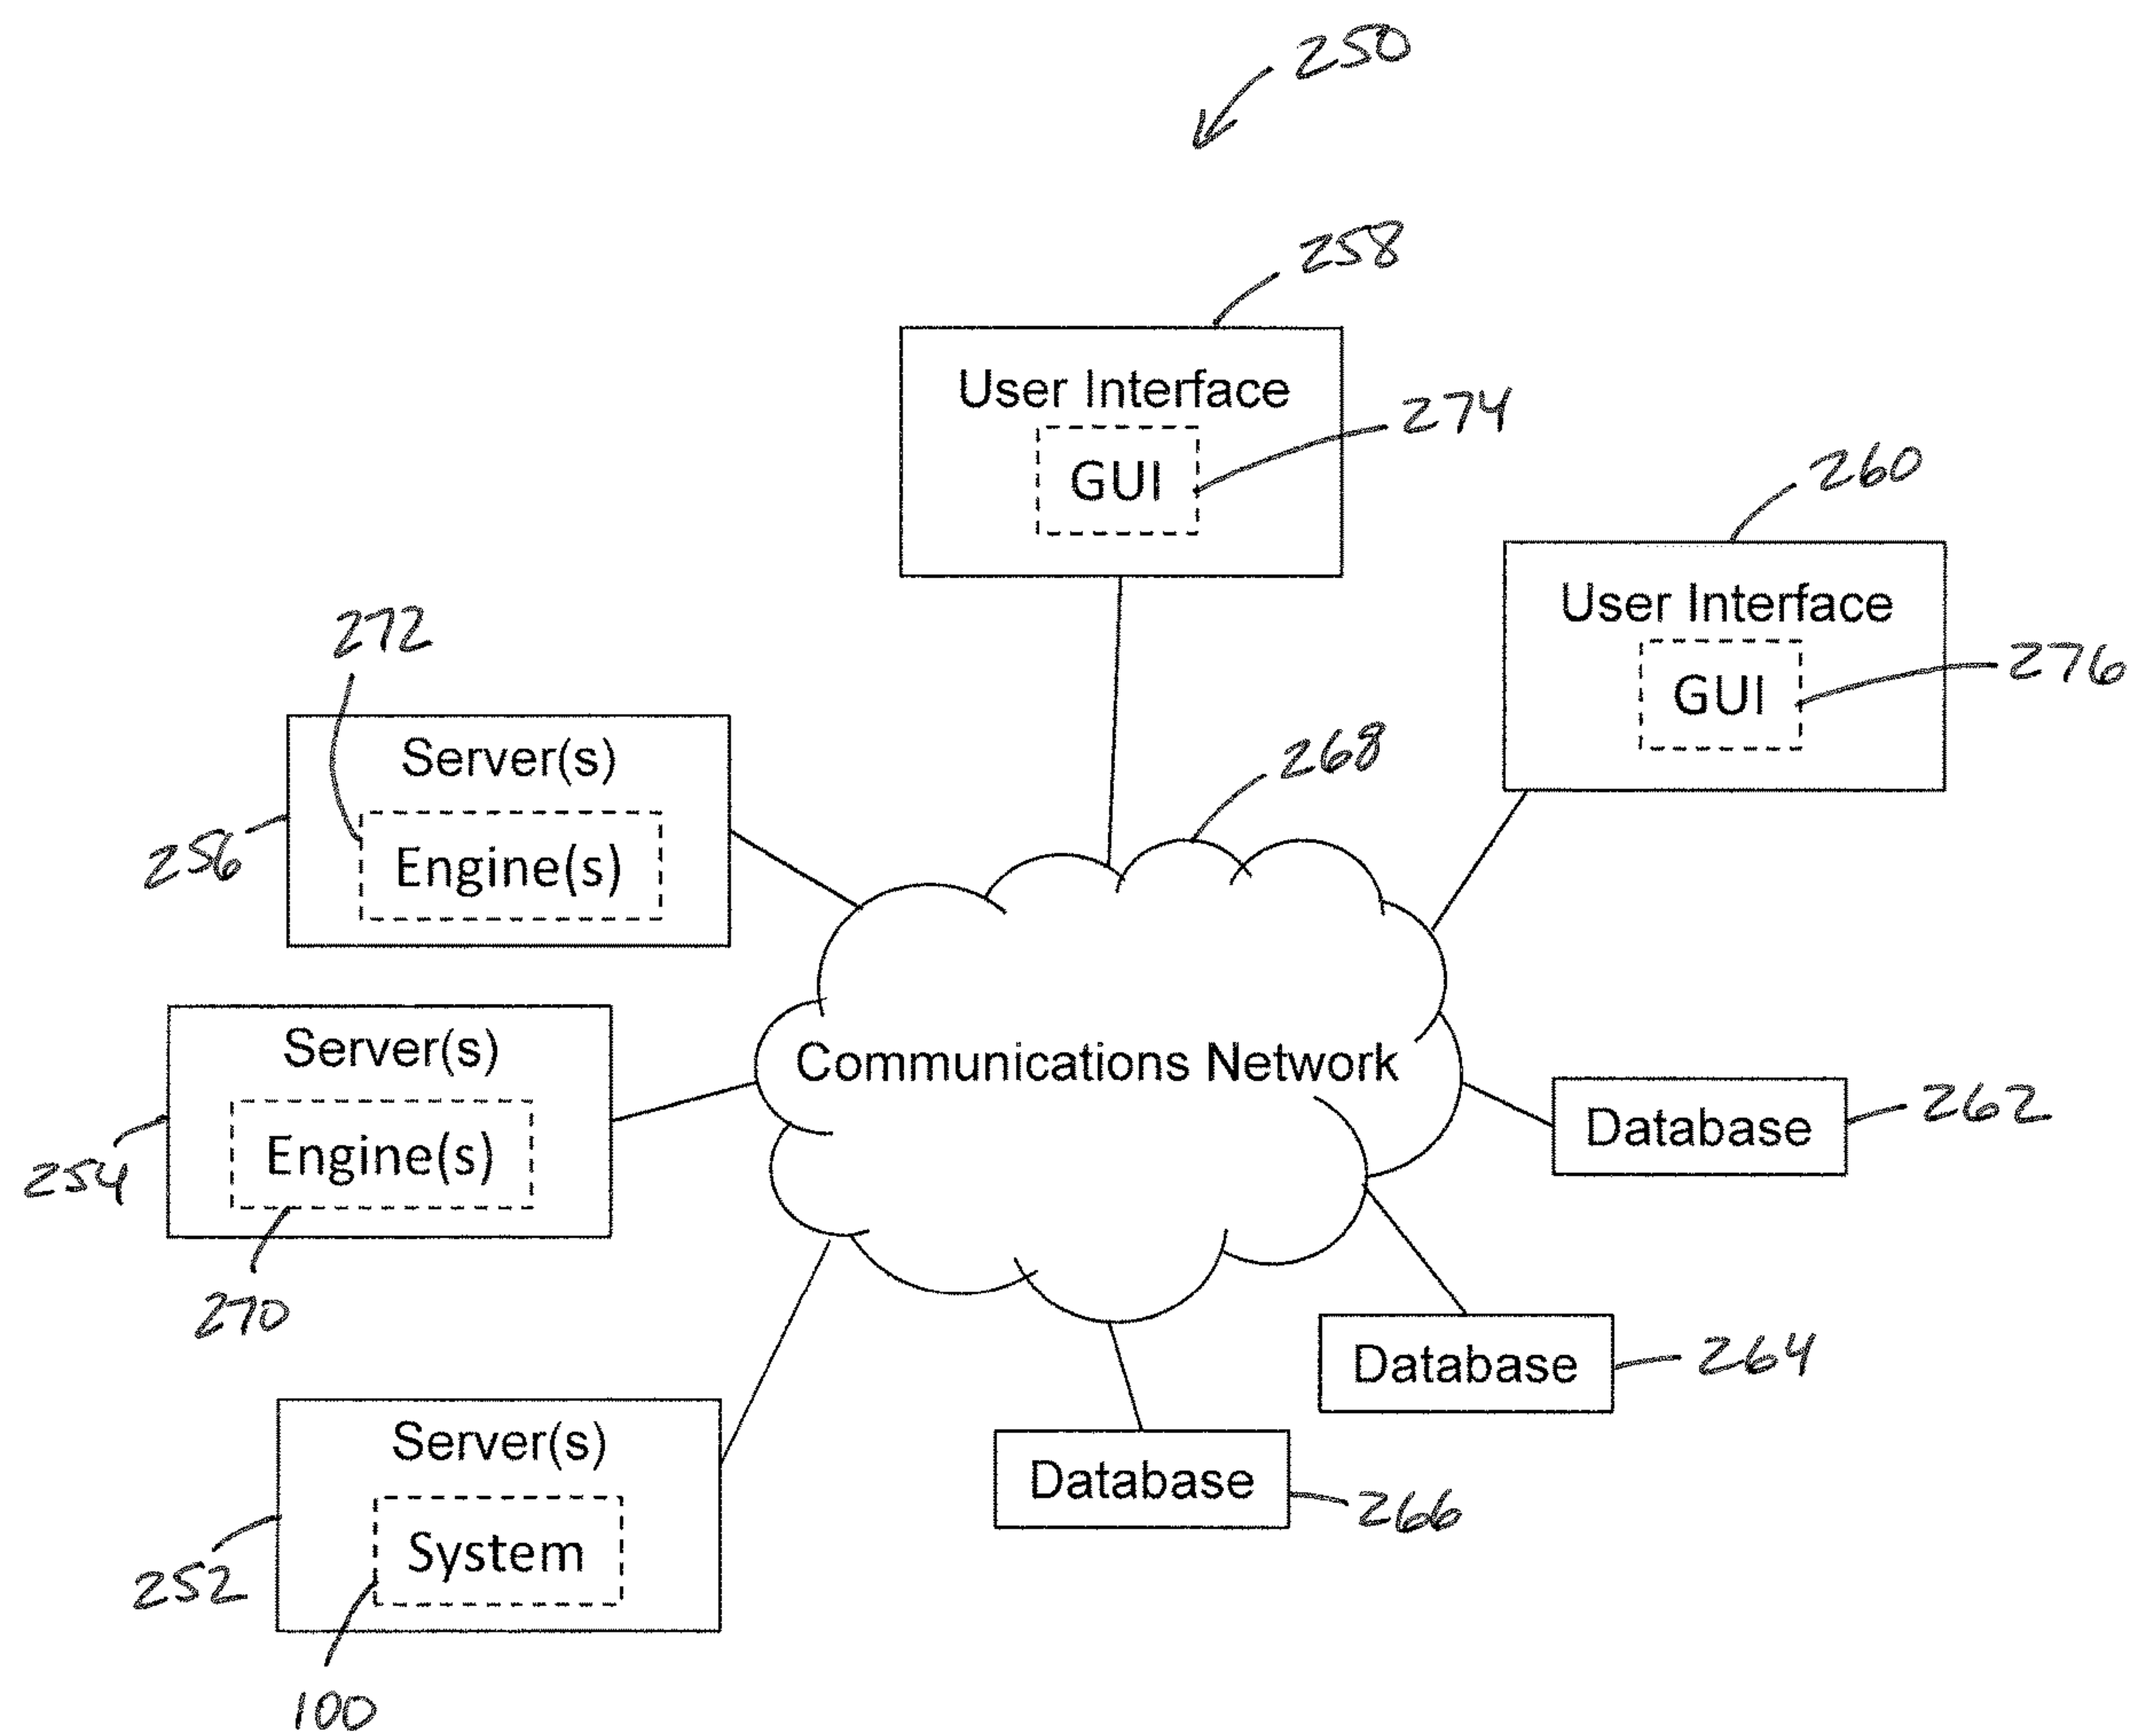 250
258
User Interface
274
GUI
260
User Interface
276
GUI
272
Server(s)
256
Engine(s)
268
Communications Network
Server(s)
254
Engine(s)
270
Database
262
Database
264
Database
266
Server(s)
252
System
100